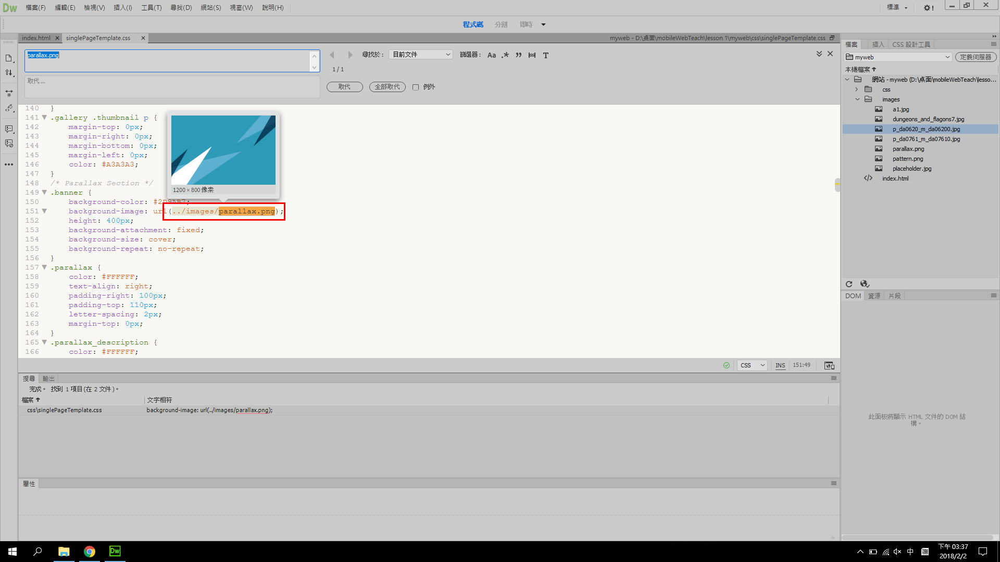 Dw 檔案(F) 編輯(E) 檢視(V) 插入(I) 工具(T) 尋找(D) 網站(S) 視窗(W) 說明(H) 標準
程式碼 分割 即時
index.html singlePageTemplate.css myweb - D:\桌面\mobileWebTeach\lesson 1\myweb\css\singlePageTemplate.css
parallax.png
尋找於： 目前文件 篩選器： Aa .* T
1 / 1
取代 ...
取代 全部取代 例外
140 }
141 .gallery .thumbnail p {
142 margin-top: 0px;
143 margin-right: 0px;
144 margin-bottom: 0px;
145 margin-left: 0px;
146 color: #A3A3A3;
147 }
148 /* Parallax Section */
149 .banner {
150 background-color: #2D9AB7;
151 background-image: url(../images/parallax.png);
152 height: 400px;
153 background-attachment: fixed;
154 background-size: cover;
155 background-repeat: no-repeat;
156 }
157 .parallax {
158 color: #FFFFFF;
159 text-align: right;
160 padding-right: 100px;
161 padding-top: 110px;
162 letter-spacing: 2px;
163 margin-top: 0px;
164 }
165 .parallax_description {
166 color: #FFFFFF;
1200 × 800 像素
CSS INS 151:49
搜尋 輸出
完成。 找到 1 項目(在 2 文件)。
檔案 文字相符
css\singlePageTemplate.css background-image: url(../images/parallax.png);
屬性
檔案 插入 CSS 設計工具
myweb 定義伺服器
本機檔案
網站 - myweb (D:\桌面\mobileWebTeach\lesso...
css
images
a1.jpg
dungeons_and_flagons7.jpg
p_da0620_m_da06200.jpg
p_da0761_m_da07610.jpg
parallax.png
pattern.png
placeholder.jpg
index.html
DOM 資源 片段
此面板將顯示 HTML 文件的 DOM 結
構。
Dw
中
下午 03:37
2018/2/2